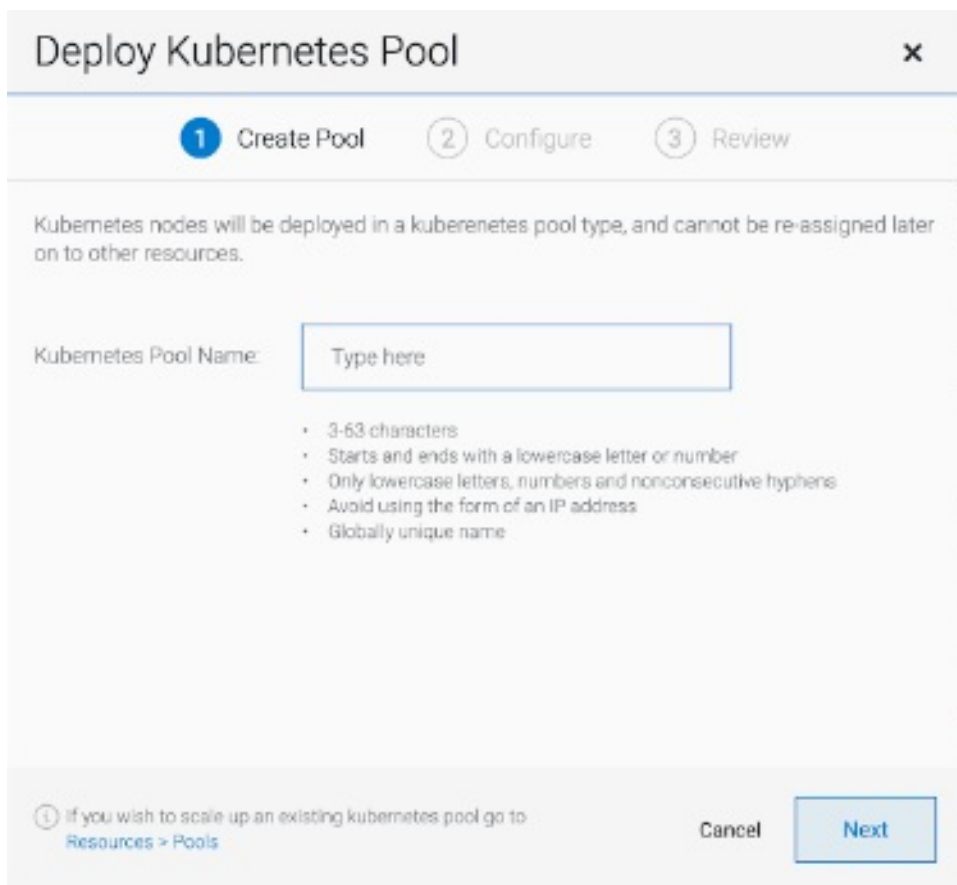 Deploy Kubernetes Pool
1 Create Pool 2 Configure 3 Review
Kubernetes nodes will be deployed in a kuberenetes pool type, and cannot be re-assigned later
on to other resources.
Kubernetes Pool Name: Type here
• 3-63 characters
• Starts and ends with a lowercase letter or number
• Only lowercase letters, numbers and nonconsecutive hyphens
• Avoid using the form of an IP address
• Globally unique name
If you wish to scale up an existing kubernetes pool go to
Resources > Pools
Cancel Next